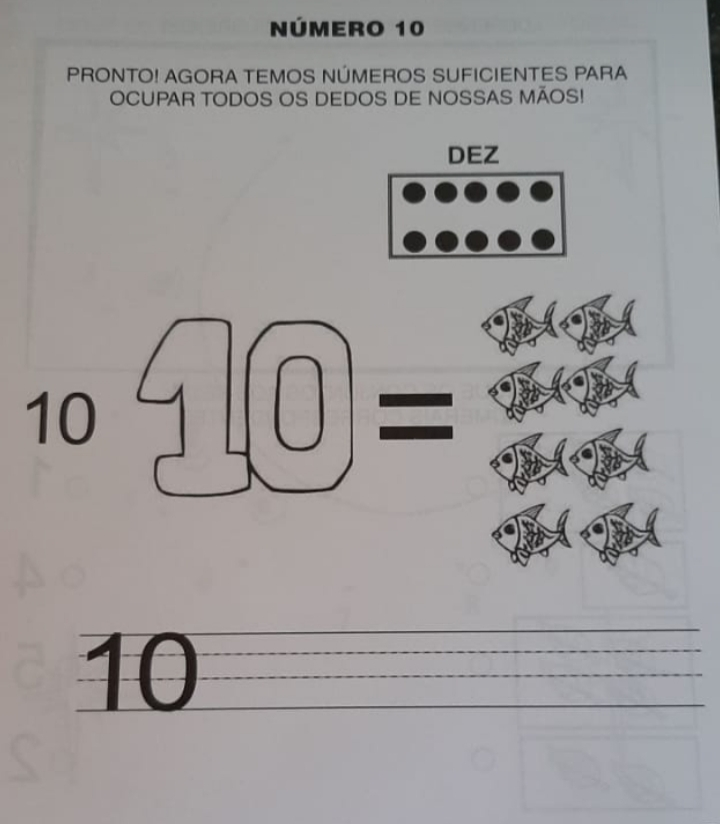 NÚMERO 10
PRONTO! AGORA TEMOS NÚMEROS SUFICIENTES PARA
OCUPAR TODOS OS DEDOS DE NOSSAS MÃOS!
DEZ
10 10 =
10